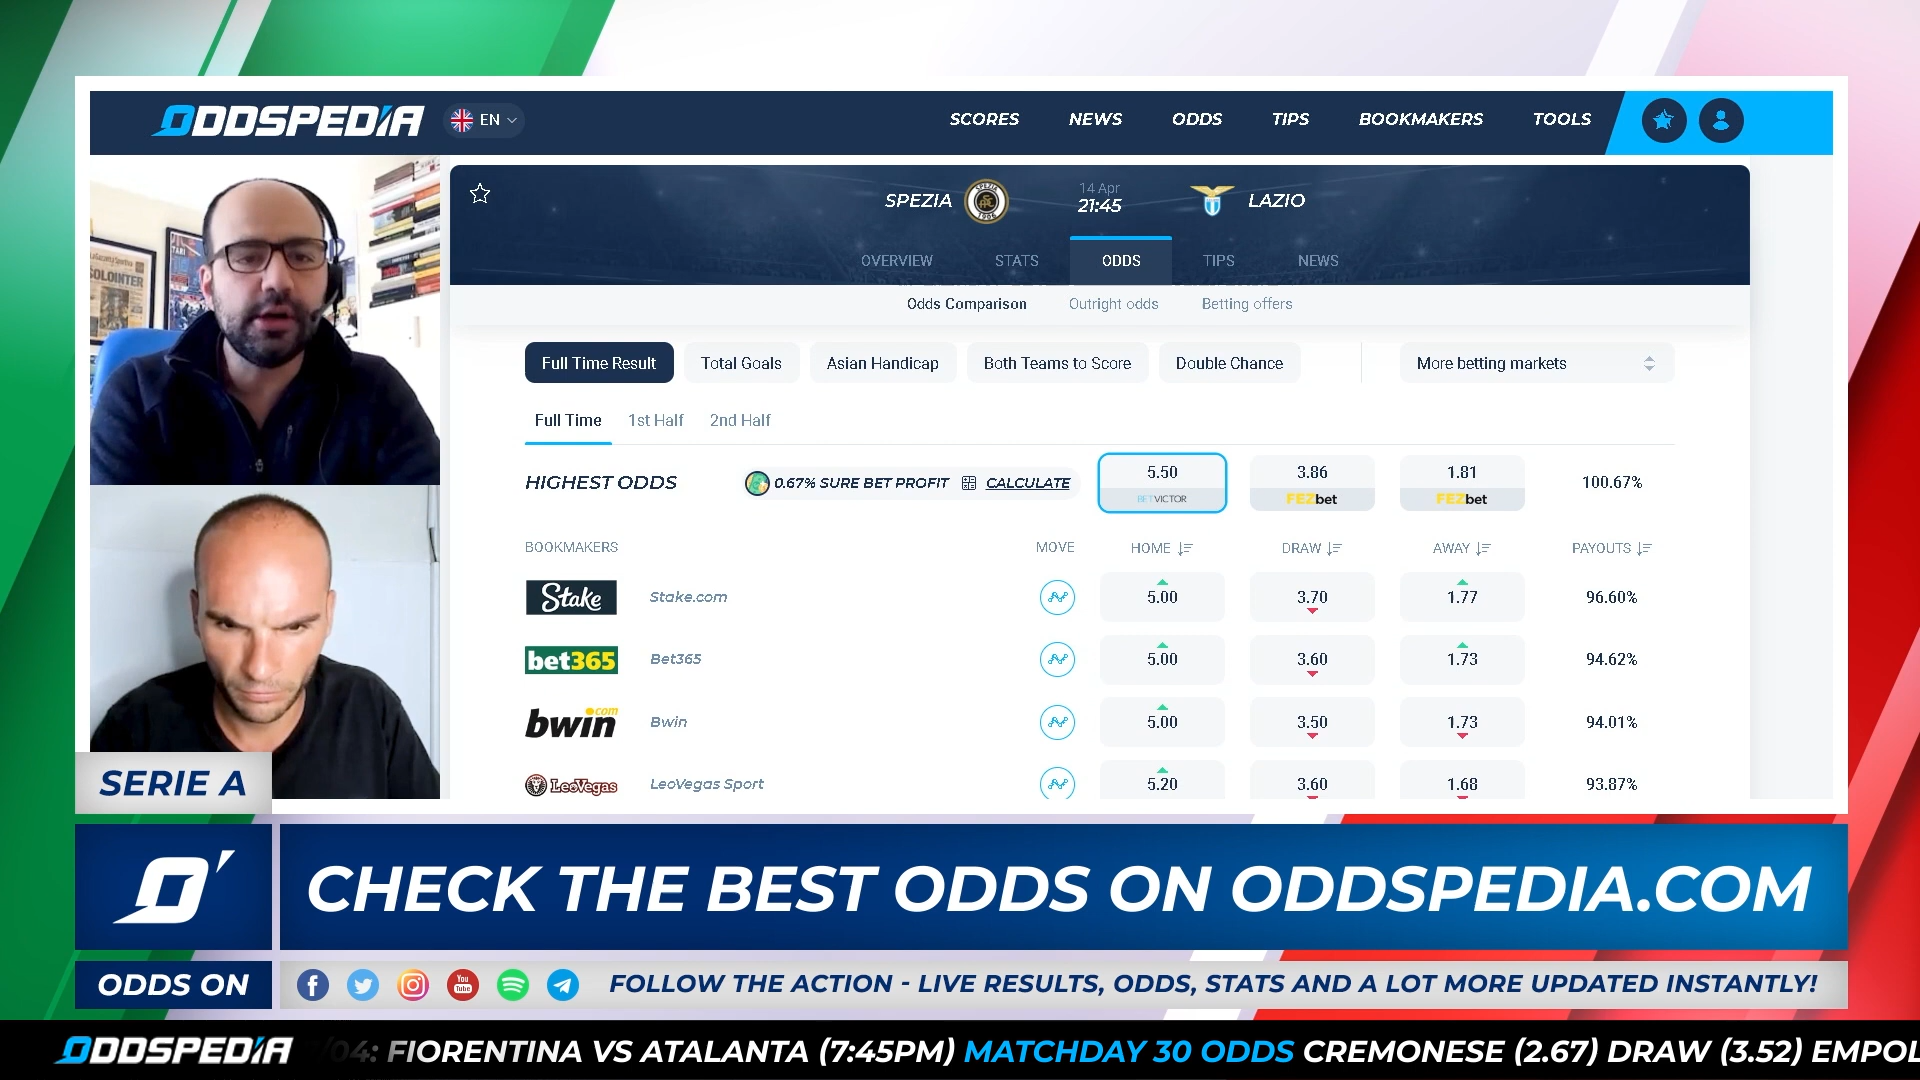 ODDSPEDIA
EN
SCORES
NEWS
ODDS
TIPS
BOOKMAKERS
TOOLS
SPEZIA
14 Apr
21:45
LAZIO
OVERVIEW
STATS
ODDS
TIPS
NEWS
Odds Comparison
Outright odds
Betting offers
Full Time Result
Total Goals
Asian Handicap
Both Teams to Score
Double Chance
More betting markets
Full Time
1st Half
2nd Half
HIGHEST ODDS
0.67% SURE BET PROFIT
CALCULATE
5.50
BETVICTOR
3.86
FEZbet
1.81
FEZbet
100.67%
BOOKMAKERS
MOVE
HOME
DRAW
AWAY
PAYOUTS
Stake
Stake.com
5.00
3.70
1.77
96.60%
bet365
Bet365
5.00
3.60
1.73
94.62%
bwin.com
Bwin
5.00
3.50
1.73
94.01%
LeoVegas
LeoVegas Sport
5.20
3.60
1.68
93.87%
SOLOINTER
SERIE A
CHECK THE BEST ODDS ON ODDSPEDIA.COM
ODDS ON
You Tube
FOLLOW THE ACTION - LIVE RESULTS, ODDS, STATS AND A LOT MORE UPDATED INSTANTLY!
ODDSPEDIA
/04: FIORENTINA VS ATALANTA (7:45PM) MATCHDAY 30 ODDS CREMONESE (2.67) DRAW (3.52) EMPOL